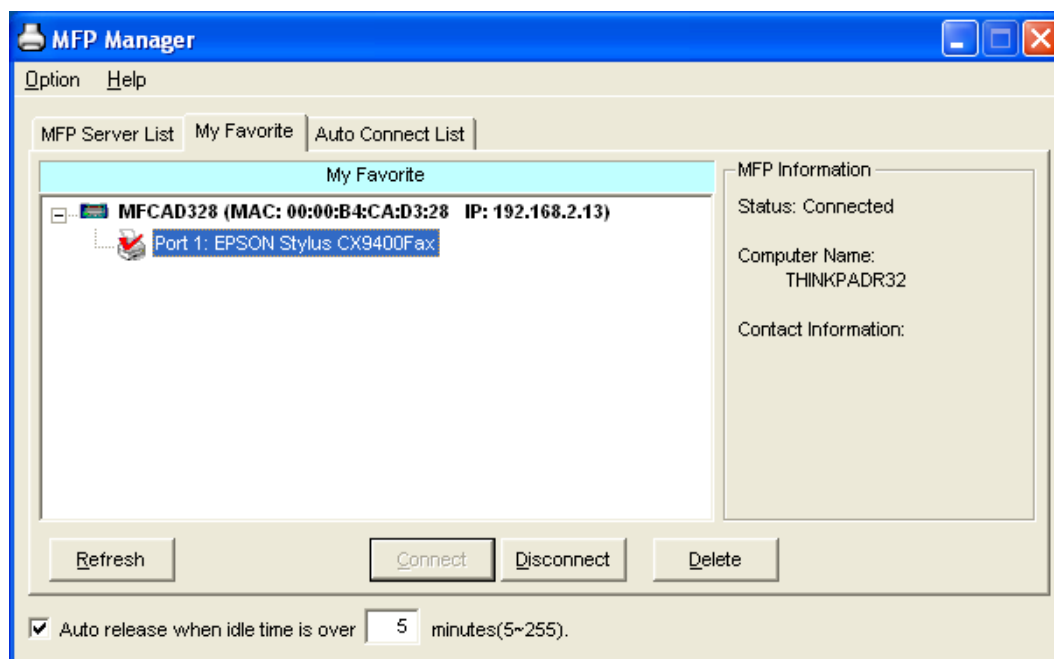 MFP Manager
Option Help
MFP Server List My Favorite Auto Connect List
My Favorite
MFCAD328 (MAC: 00:00:B4:CA:D3:28 IP: 192.168.2.13)
Port 1: EPSON Stylus CX9400Fax
MFP Information
Status: Connected
Computer Name:
THINKPADR32
Contact Information:
Refresh Connect Disconnect Delete
Auto release when idle time is over 5 minutes(5~255).